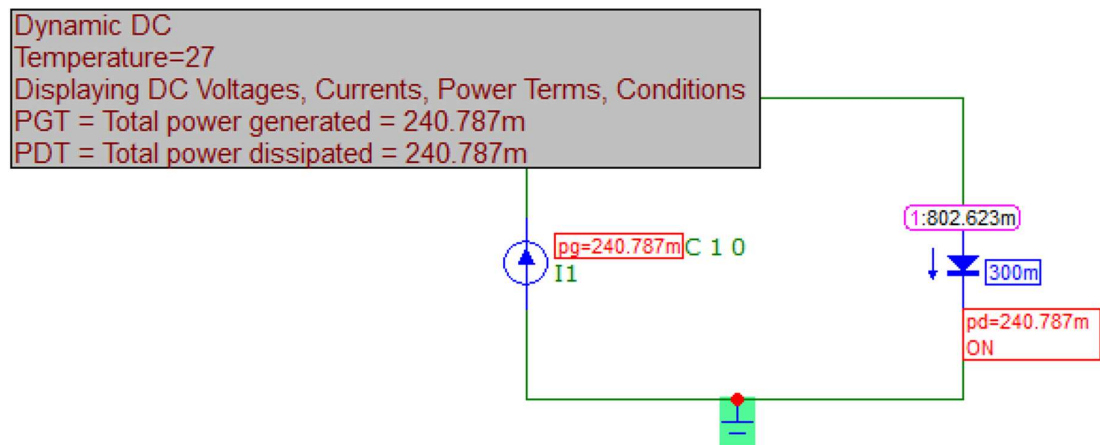 Dynamic DC
Temperature=27
Displaying DC Voltages, Currents, Power Terms, Conditions
PGT = Total power generated = 240.787m
PDT = Total power dissipated = 240.787m
1:802.623m
pg=240.787m C 1 0
I1
300m
pd=240.787m
ON